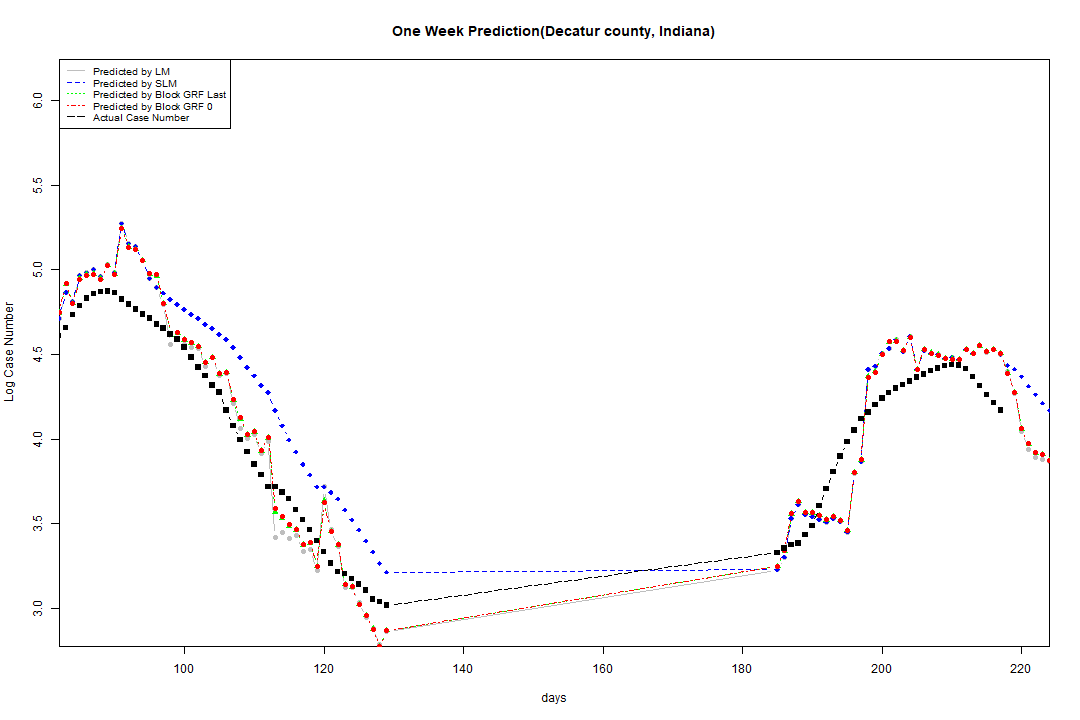 One Week Prediction(Decatur county, Indiana)
Predicted by LM
Predicted by SLM
Predicted by Block GRF Last
Predicted by Block GRF 0
Actual Case Number
6.0
5.5
5.0
4.5
4.0
3.5
3.0
Log Case Number
100 120 140 160 180 200 220
days